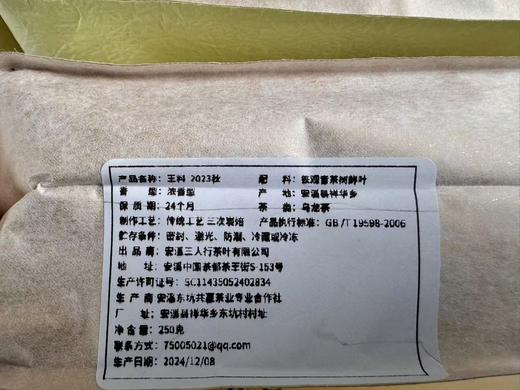 产品名称：王料 2023秋 配 料：铁观音茶树鲜叶
香 型：浓香型 产 地：安溪县祥华乡
保 质 期：24个月 茶 类：乌龙茶
制作工艺：传统工艺 三次碳焙 产品执行标准：GB/T19598-2006
贮存条件：密封、避光、防潮、冷藏或冷冻
出 品 商：安溪三人行茶叶有限公司
地 址：安溪中国茶都茶王街S-153号
生产许可证号：SC11435052402834
生 产 商 安溪东坑共赢茶业专业合作社
厂 址：安溪县祥华乡东坑村村址
净 含 量：250克
联系方式：75005021@qq.com
生产日期：2024/12/08